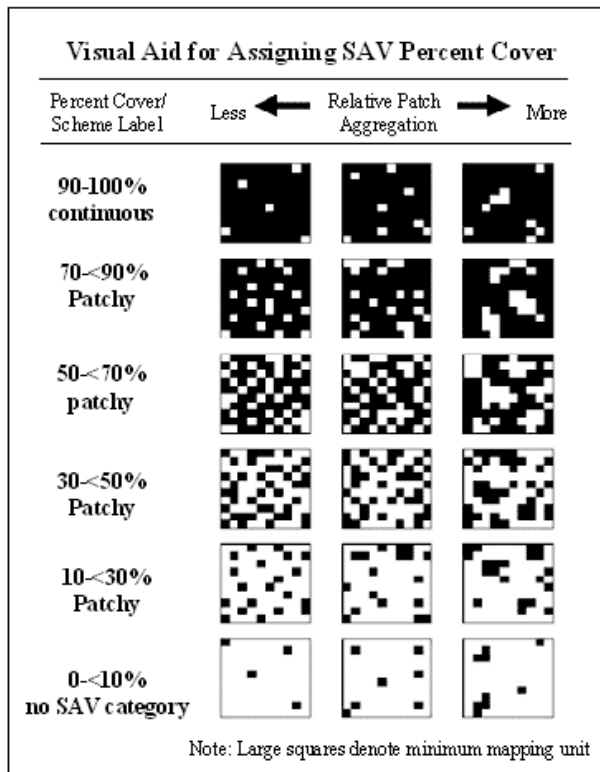 Visual Aid for Assigning SAV Percent Cover
Percent Cover/
Scheme Label
Less
Relative Patch
Aggregation
More
90-100%
continuous
70-<90%
Patchy
50-<70%
patchy
30-<50%
Patchy
10-<30%
Patchy
0-<10%
no SAV category
Note: Large squares denote minimum mapping unit